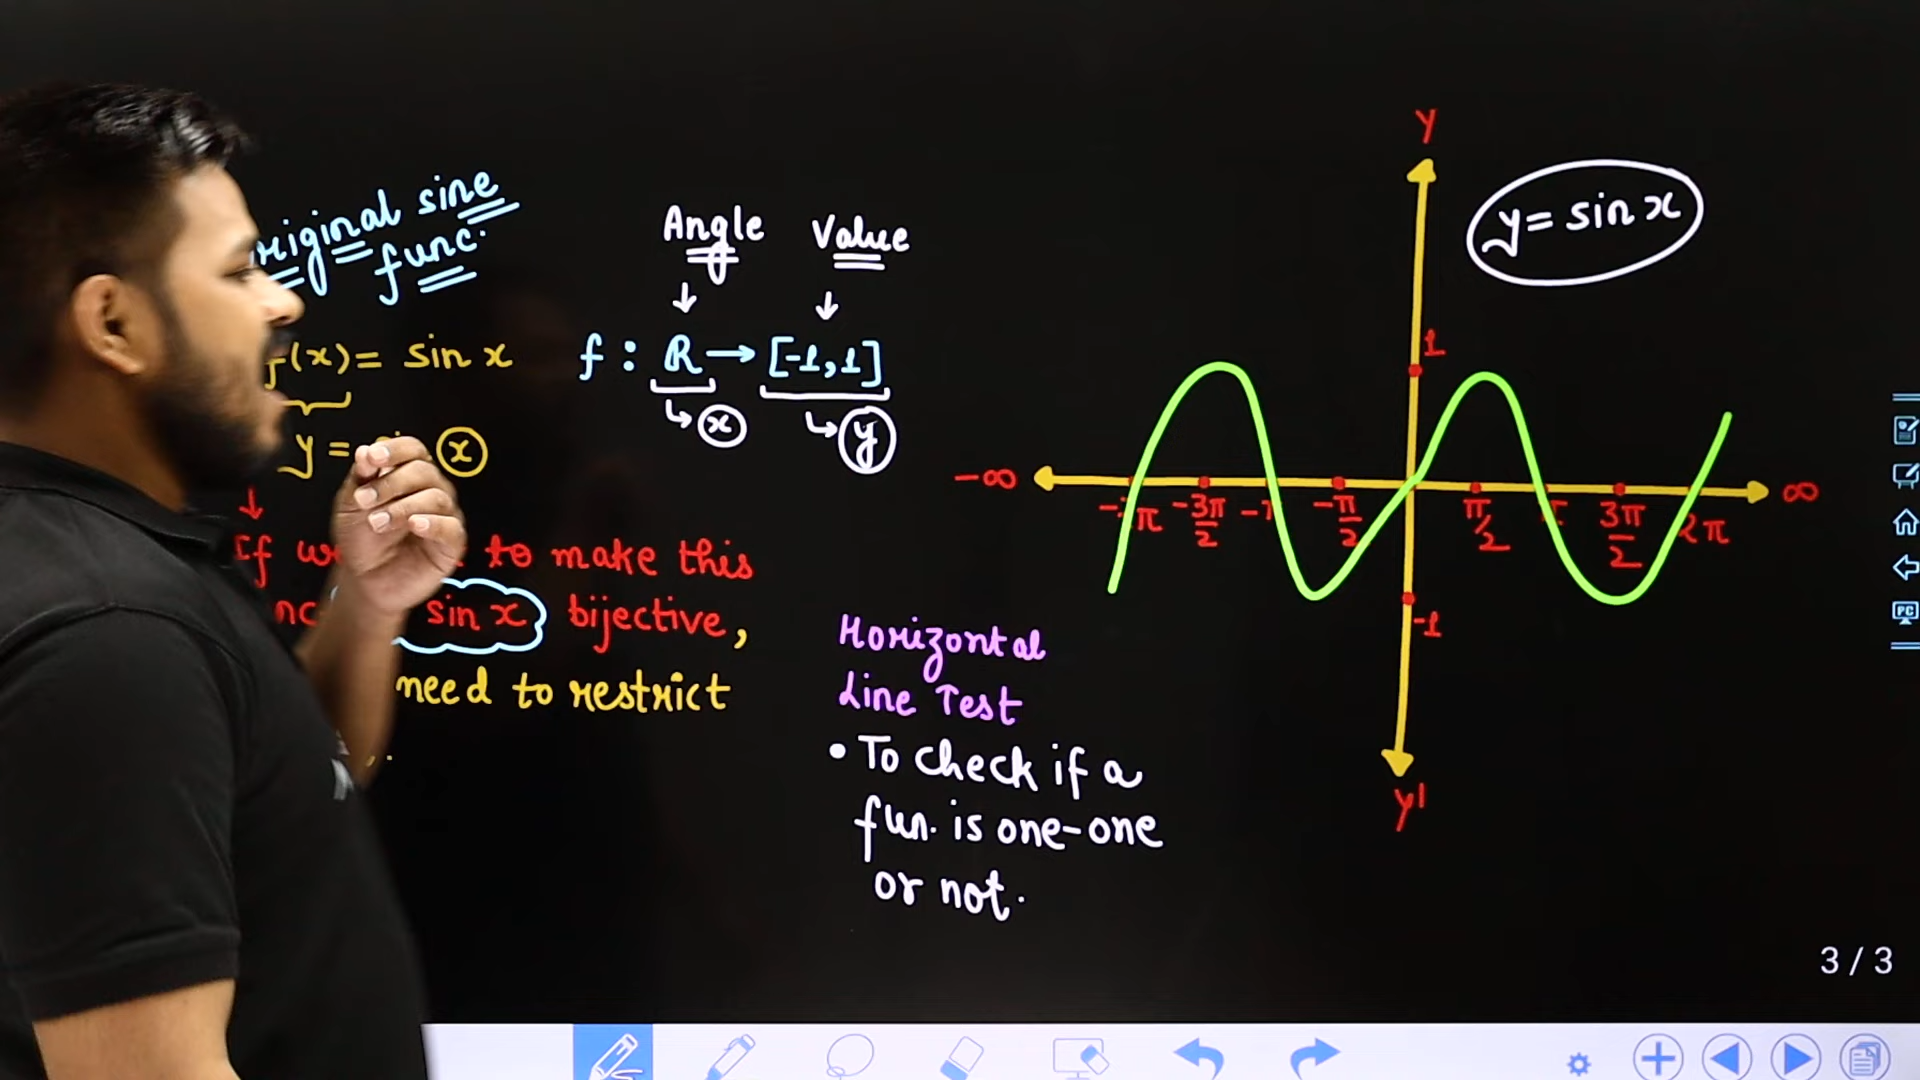 riginal sine
func.
f(x) = sin x
y = x
Angle Value
↓ ↓
f : R → [-1,1]
↳ x ↳ y
↓
If to make this
sin x bijective,
need to restrict
Horizontal
Line Test
• To check if a
fun. is one-one
or not.
y
y = sin x
1
-∞ ∞
-3π/2 -π/2 π/2 π 3π/2 2π
-1
y'
3 / 3
PC